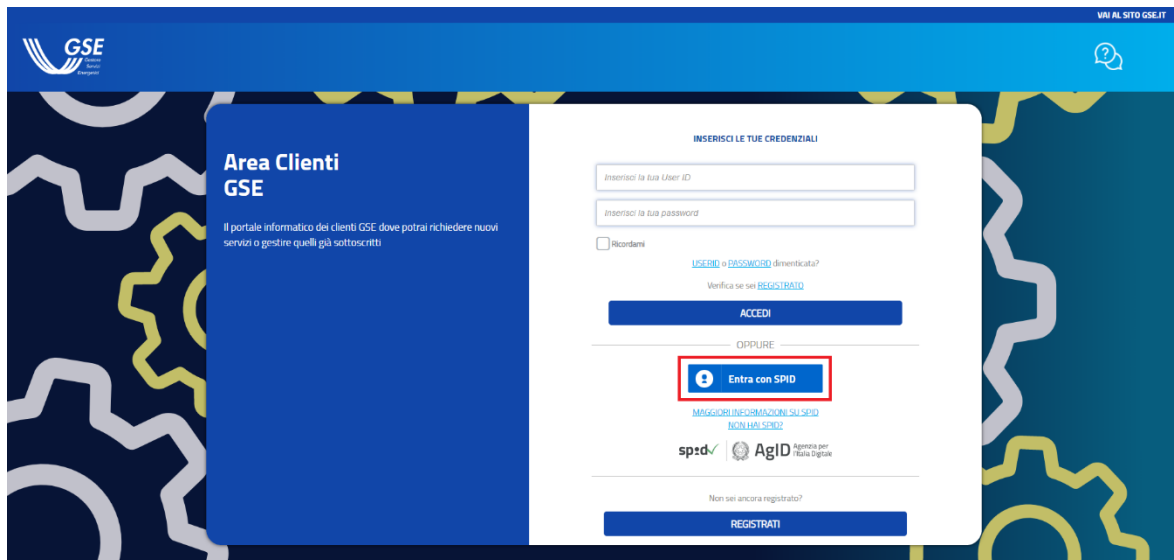 VAI AL SITO GSE.IT
GSE
Gestore
Servizi
Energetici
Area Clienti
GSE
Il portale informatico dei clienti GSE dove potrai richiedere nuovi
servizi o gestire quelli già sottoscritti
INSERISCI LE TUE CREDENZIALI
Inserisci la tua User ID
Inserisci la tua password
Ricordami
USERID o PASSWORD dimenticata?
Verifica se sei REGISTRATO
ACCEDI
OPPURE
Entra con SPID
MAGGIORI INFORMAZIONI SU SPID
NON HAI SPID?
spid AgID Agenzia per
l'Italia Digitale
Non sei ancora registrato?
REGISTRATI